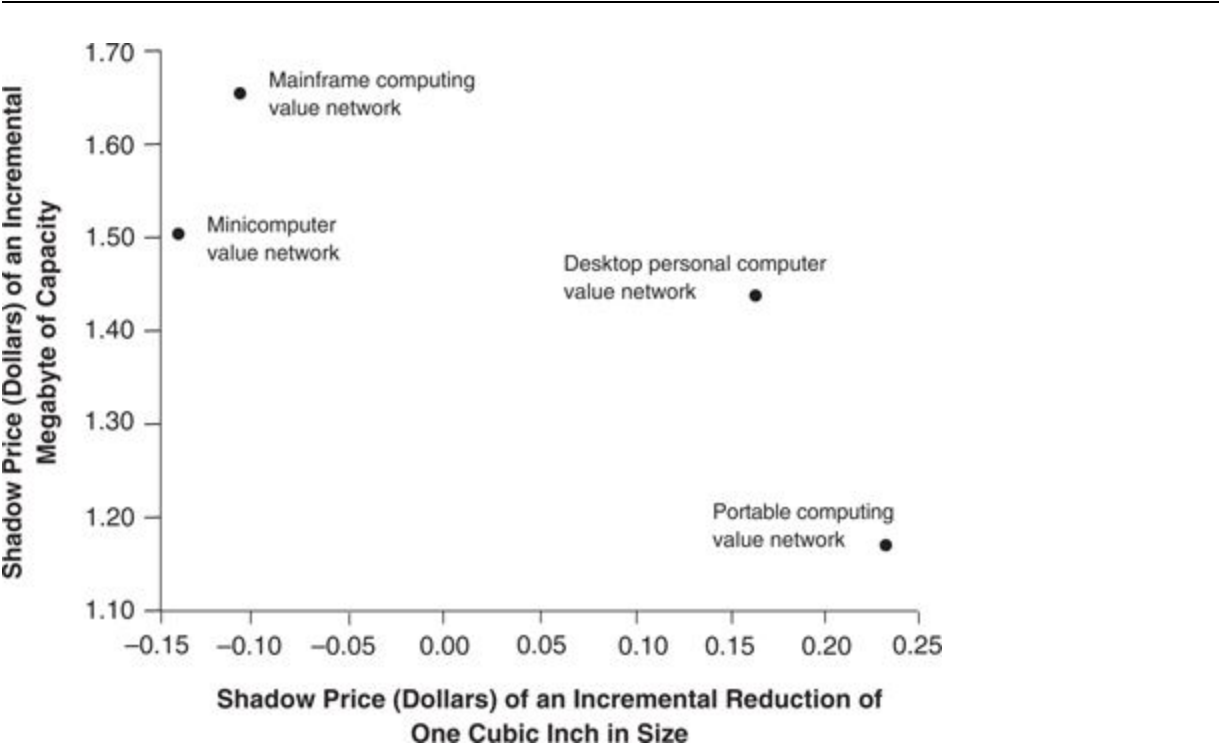 Shadow Price (Dollars) of an Incremental
Megabyte of Capacity
1.70
1.60
1.50
1.40
1.30
1.20
1.10
Mainframe computing
value network
Minicomputer
value network
Desktop personal computer
value network
Portable computing
value network
–0.15 –0.10 –0.05 0.00 0.05 0.10 0.15 0.20 0.25
Shadow Price (Dollars) of an Incremental Reduction of
One Cubic Inch in Size